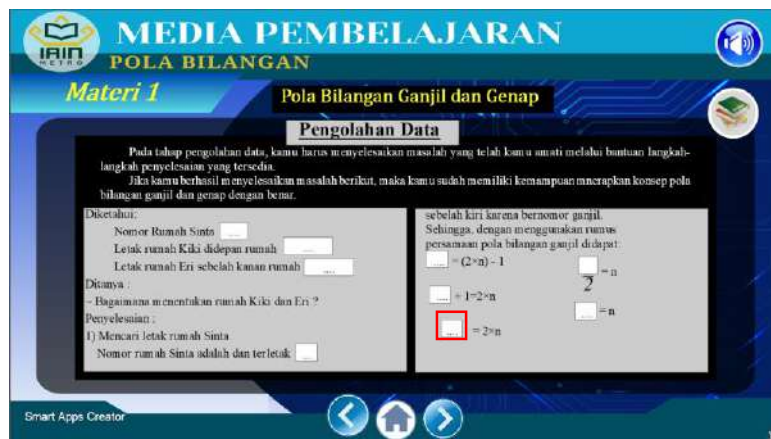 MEDIA PEMBELAJARAN
IAIN
METRO
POLA BILANGAN
Materi 1
Pola Bilangan Ganjil dan Genap
Pengolahan Data
Pada tahap pengolahan data, kamu harus menyelesaikan masalah yang telah kamu amati melalui bantuan langkah-
langkah penyelesaian yang tersedia.
Jika kamu berhasil menyelesaikan masalah berikut, maka kamu sudah memiliki kemampuan mnerapkan konsep pola
bilangan ganjil dan genap dengan benar.
Diketahui:
Nomor Rumah Sinta ....
Letak rumah Kiki didepan rumah ....
Letak rumah Eri sebelah kanan rumah ....
Ditanya :
- Bagaimana menentukan rumah Kiki dan Eri ?
Penyelesaian :
1) Mencari letak rumah Sinta
Nomor rumah Sinta adalah dan terletak ....
sebelah kiri karena bernomor ganjil.
Sehingga, dengan menggunakan rumus
persamaan pola bilangan ganjil didapat:
.... = (2×n) - 1
.... + 1=2×n
.... = 2×n
....
2 = n
.... = n
Smart Apps Creator